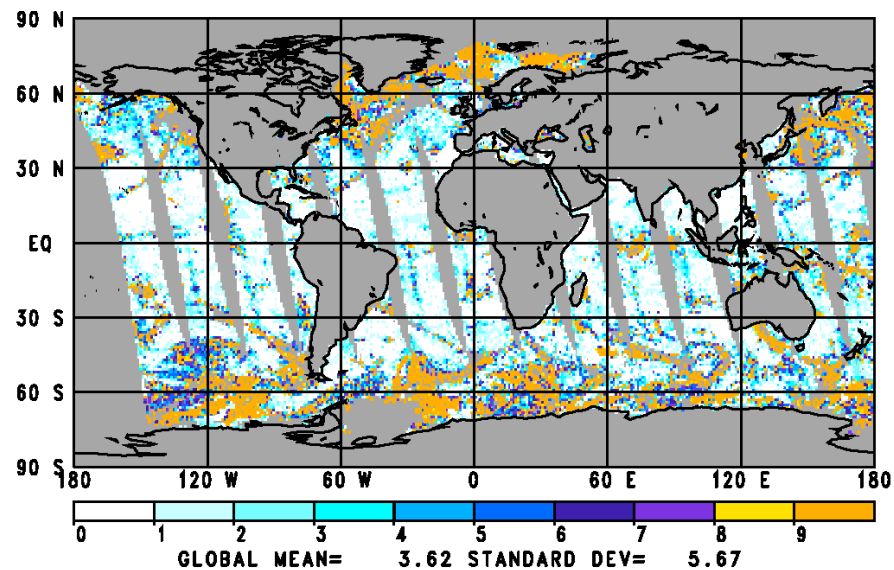 90 N
60 N
30 N
EQ
30 S
60 S
90 S
180 120 W 60 W 0 60 E 120 E 180
0 1 2 3 4 5 6 7 8 9
GLOBAL MEAN= 3.62 STANDARD DEV= 5.67